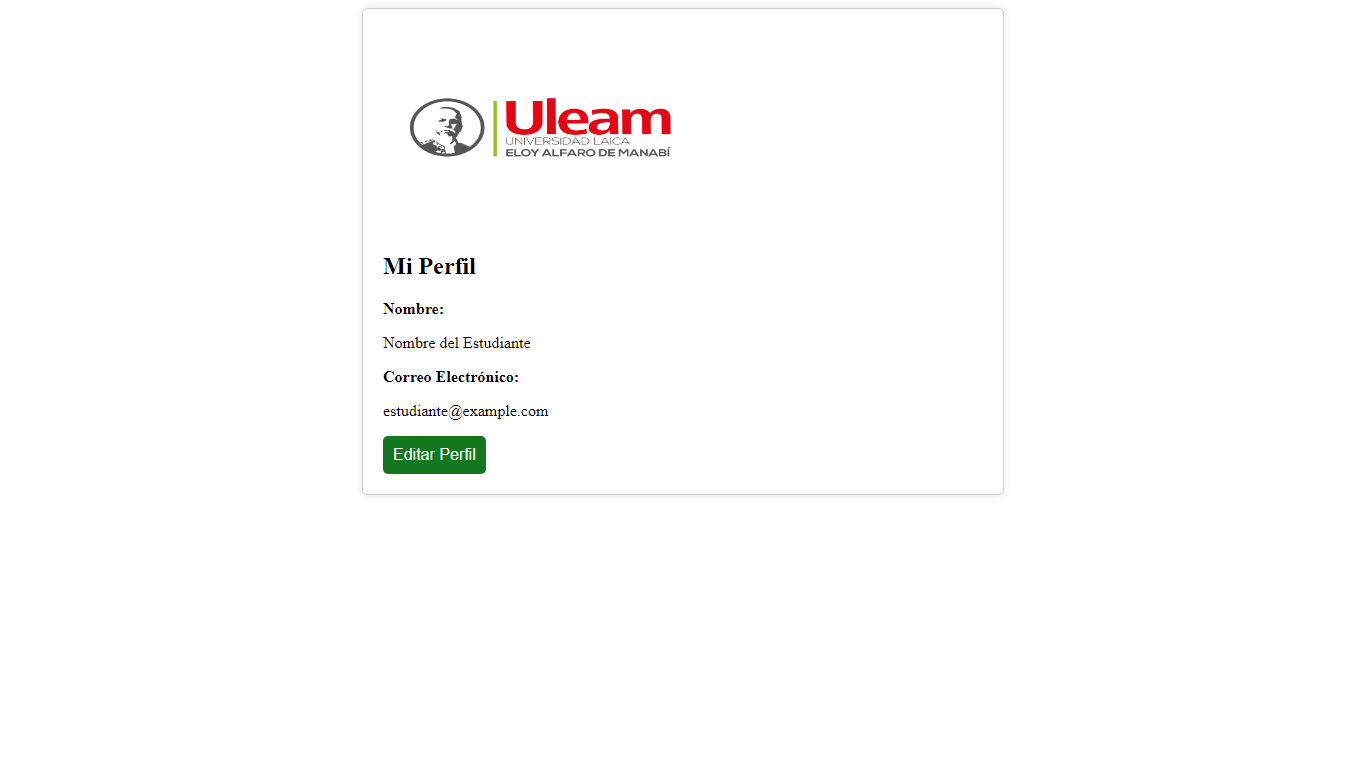 Uleam
UNIVERSIDAD LAICA
ELOY ALFARO DE MANABÍ
Mi Perfil
Nombre:
Nombre del Estudiante
Correo Electrónico:
estudiante@example.com
Editar Perfil